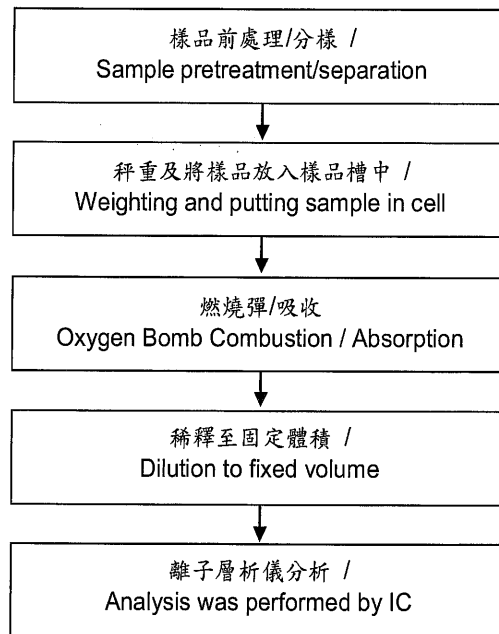 樣品前處理/分樣 /
Sample pretreatment/separation
秤重及將樣品放入樣品槽中 /
Weighting and putting sample in cell
燃燒彈/吸收
Oxygen Bomb Combustion / Absorption
稀釋至固定體積 /
Dilution to fixed volume
離子層析儀分析 /
Analysis was performed by IC